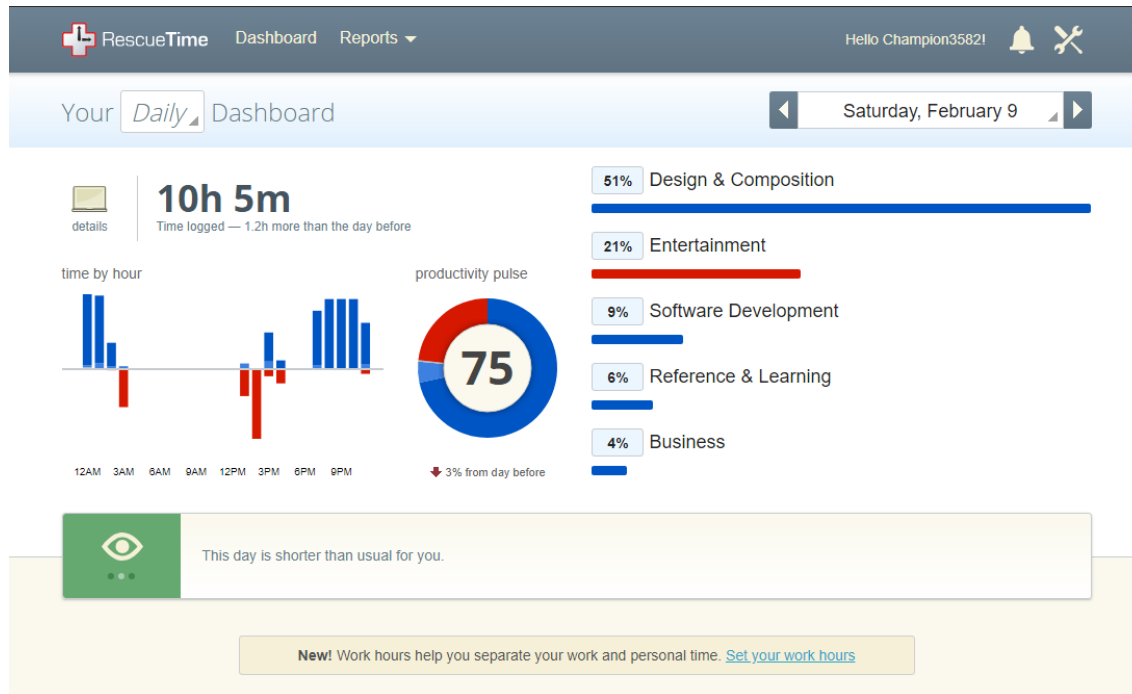 RescueTime Dashboard Reports Hello Champion3582!
Your Daily Dashboard
Saturday, February 9
details
10h 5m
Time logged — 1.2h more than the day before
time by hour
12AM 3AM 6AM 9AM 12PM 3PM 6PM 9PM
productivity pulse
75
3% from day before
51% Design & Composition
21% Entertainment
9% Software Development
6% Reference & Learning
4% Business
This day is shorter than usual for you.
New! Work hours help you separate your work and personal time. Set your work hours